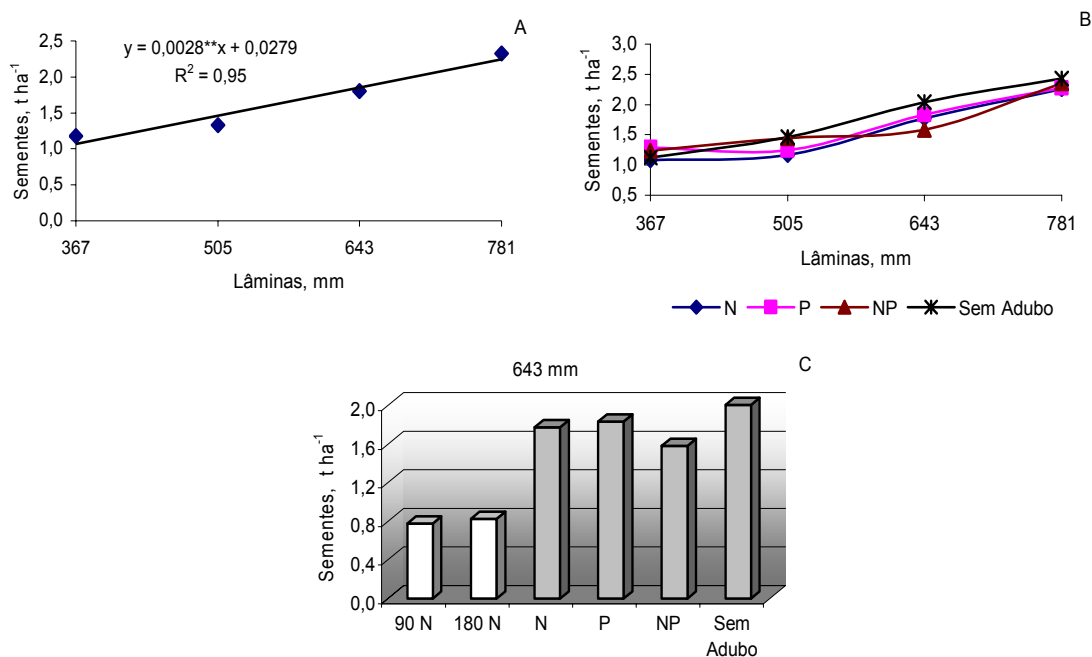 A
Sementes, t ha-1
2,5
2,0
1,5
1,0
0,5
0,0
y = 0,0028**x + 0,0279
R2 = 0,95
367 505 643 781
Lâminas, mm
B
Sementes, t ha-1
3,0
2,5
2,0
1,5
1,0
0,5
367 505 643 781
Lâminas, mm
N P NP Sem Adubo
C
643 mm
Sementes, t ha-1
2,0
1,6
1,2
0,8
0,4
0,0
90 N 180 N N P NP Sem
Adubo